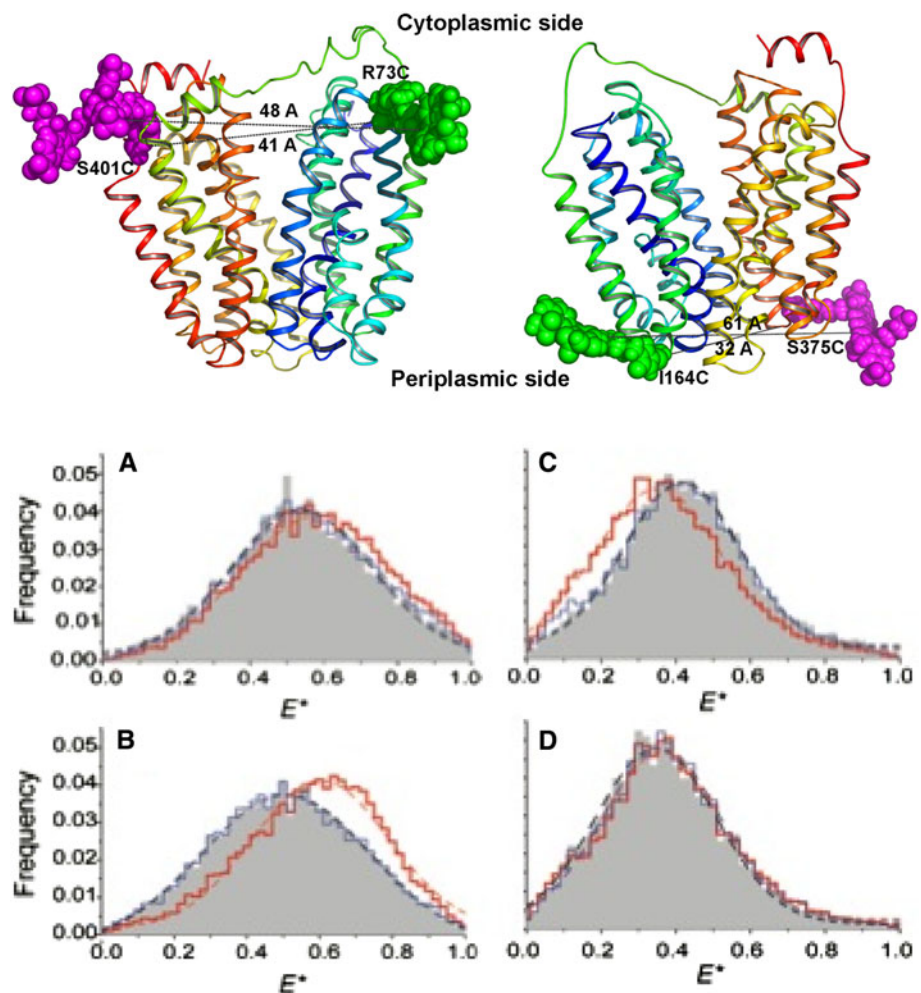 Cytoplasmic side
R73C
48 A
41 A
S401C
61 A
S375C
32 A
I164C
Periplasmic side
A
C
Frequency
0.05
0.04
0.03
0.02
0.01
0.00
0.0 0.2 0.4 0.6 0.8 1.0
E*
0.0 0.2 0.4 0.6 0.8 1.0
E*
B
D
Frequency
0.05
0.04
0.03
0.02
0.01
0.00
0.0 0.2 0.4 0.6 0.8 1.0
E*
0.0 0.2 0.4 0.6 0.8 1.0
E*